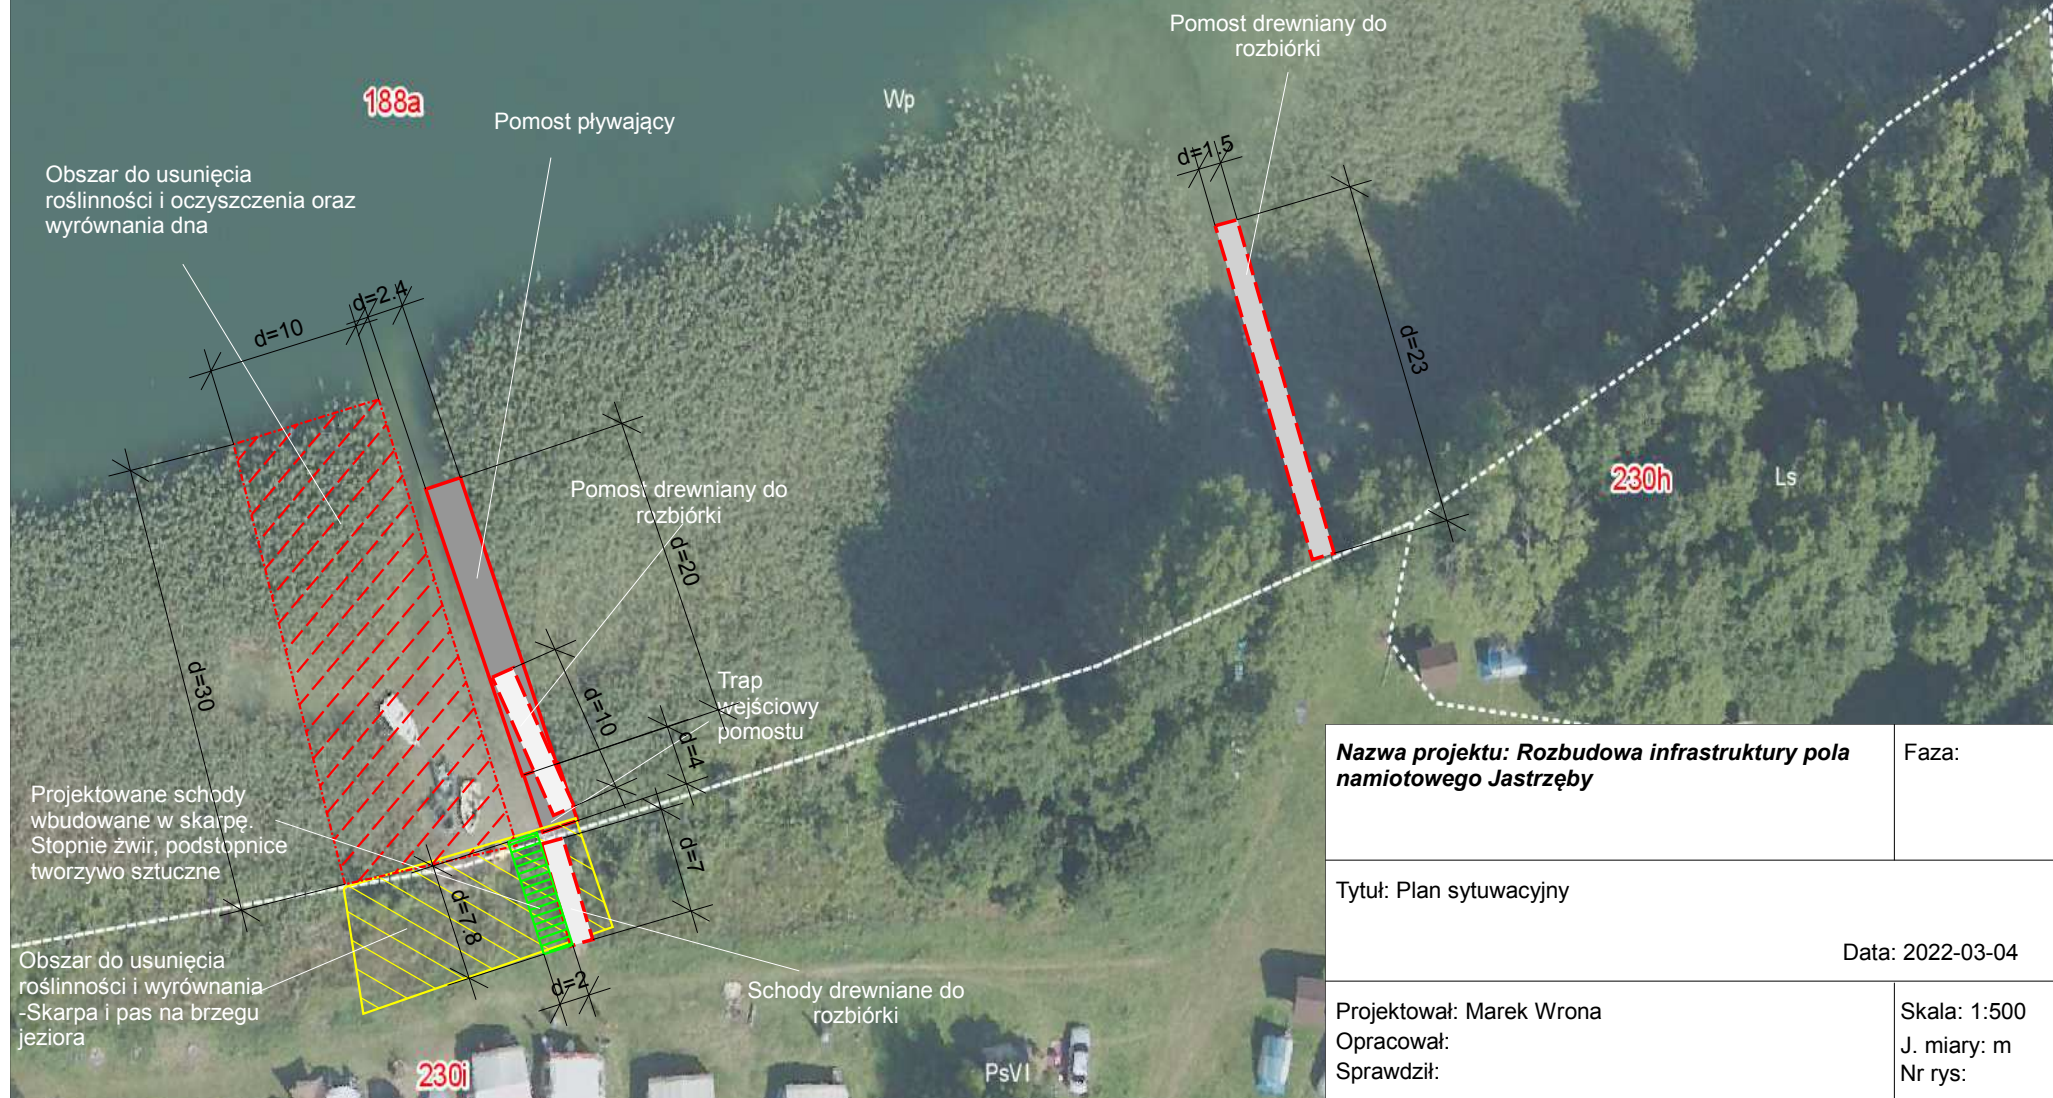 Pomost drewniany do
rozbiórki
188a
Wp
Pomost pływający
d=1.5
Obszar do usunięcia
roślinności i oczyszczenia oraz
wyrównania dna
d=2.4
d=10
d=23
230h
Ls
Pomost drewniany do
rozbiórki
d=20
d=30
d=10
Trap
wejściowy
pomostu
d=4
Projektowane schody
wbudowane w skarpę.
Stopnie żwir, podstopnice
tworzywo sztuczne
d=7
d=7.8
Obszar do usunięcia
roślinności i wyrównania
-Skarpa i pas na brzegu
jeziora
d=2
Schody drewniane do
rozbiórki
230i
PsVI
Nazwa projektu: Rozbudowa infrastruktury pola
namiotowego Jastrzęby
Faza:
Tytuł: Plan sytuwacyjny
Data: 2022-03-04
Projektował: Marek Wrona
Opracował:
Sprawdził:
Skala: 1:500
J. miary: m
Nr rys: